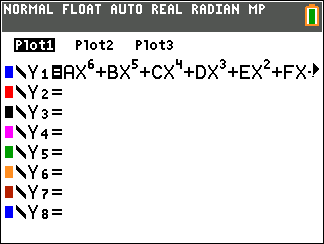 NORMAL FLOAT AUTO REAL RADIAN MP
Plot1 Plot2 Plot3
\Y₁=AX⁶+BX⁵+CX⁴+DX³+EX²+FX+
\Y₂=
\Y₃=
\Y₄=
\Y₅=
\Y₆=
\Y₇=
\Y₈=